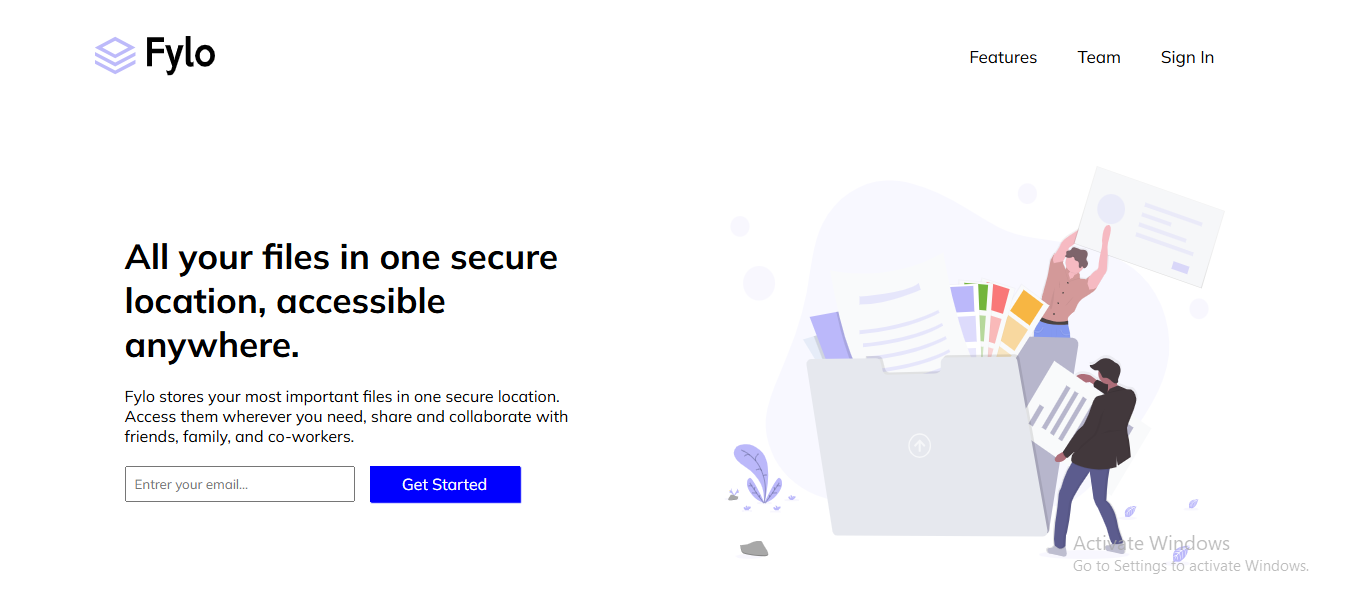 Fylo
Features
Team
Sign In
All your files in one secure
location, accessible
anywhere.
Fylo stores your most important files in one secure location.
Access them wherever you need, share and collaborate with
friends, family, and co-workers.
Entrer your email...
Get Started
Activate Windows
Go to Settings to activate Windows.